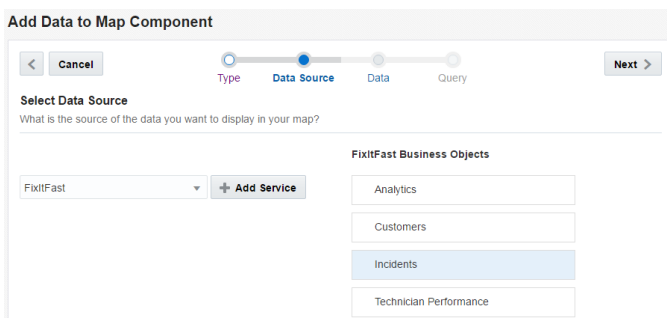 Add Data to Map Component
Cancel
Type
Data Source
Data
Query
Next
Select Data Source
What is the source of the data you want to display in your map?
FixItFast Business Objects
FixItFast
Add Service
Analytics
Customers
Incidents
Technician Performance